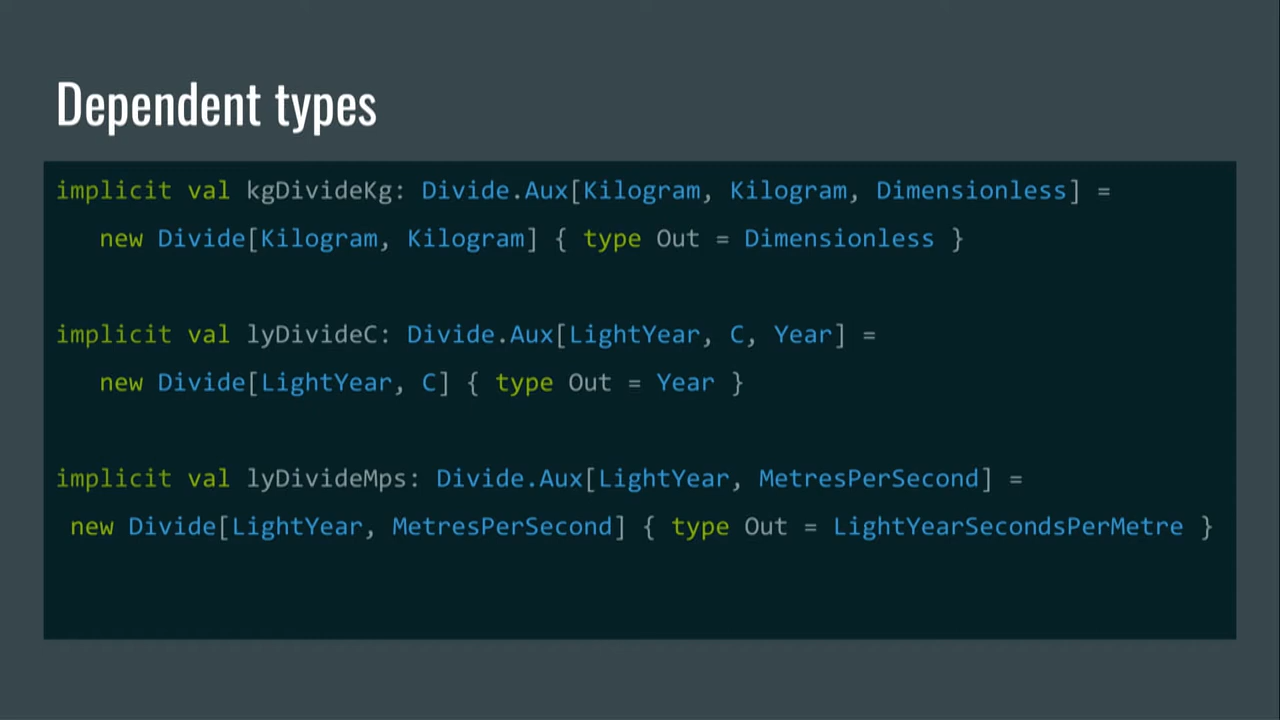 Dependent types
implicit val kgDivideKg: Divide.Aux[Kilogram, Kilogram, Dimensionless] =
new Divide[Kilogram, Kilogram] { type Out = Dimensionless }
implicit val lyDivideC: Divide.Aux[LightYear, C, Year] =
new Divide[LightYear, C] { type Out = Year }
implicit val lyDivideMps: Divide.Aux[LightYear, MetresPerSecond] =
new Divide[LightYear, MetresPerSecond] { type Out = LightYearSecondsPerMetre }